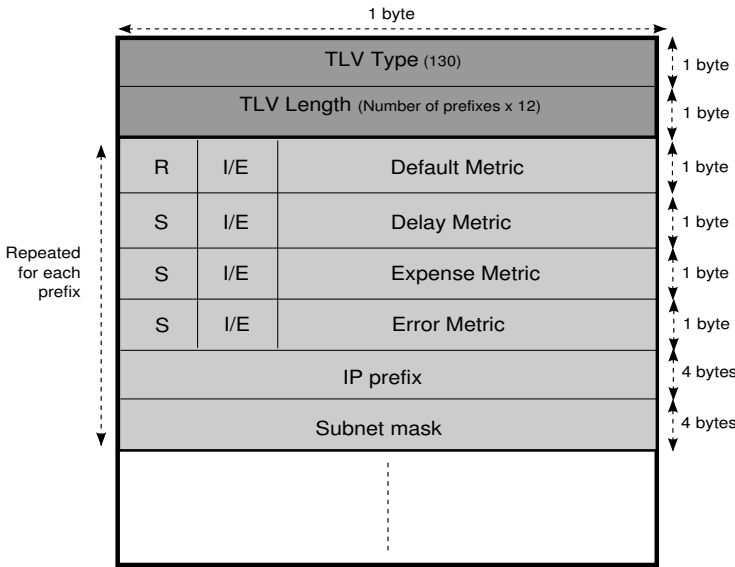 1 byte
TLV Type (130)
1 byte
TLV Length (Number of prefixes x 12)
1 byte
R I/E Default Metric
1 byte
S I/E Delay Metric
1 byte
Repeated
for each
prefix
S I/E Expense Metric
1 byte
S I/E Error Metric
1 byte
IP prefix
4 bytes
Subnet mask
4 bytes